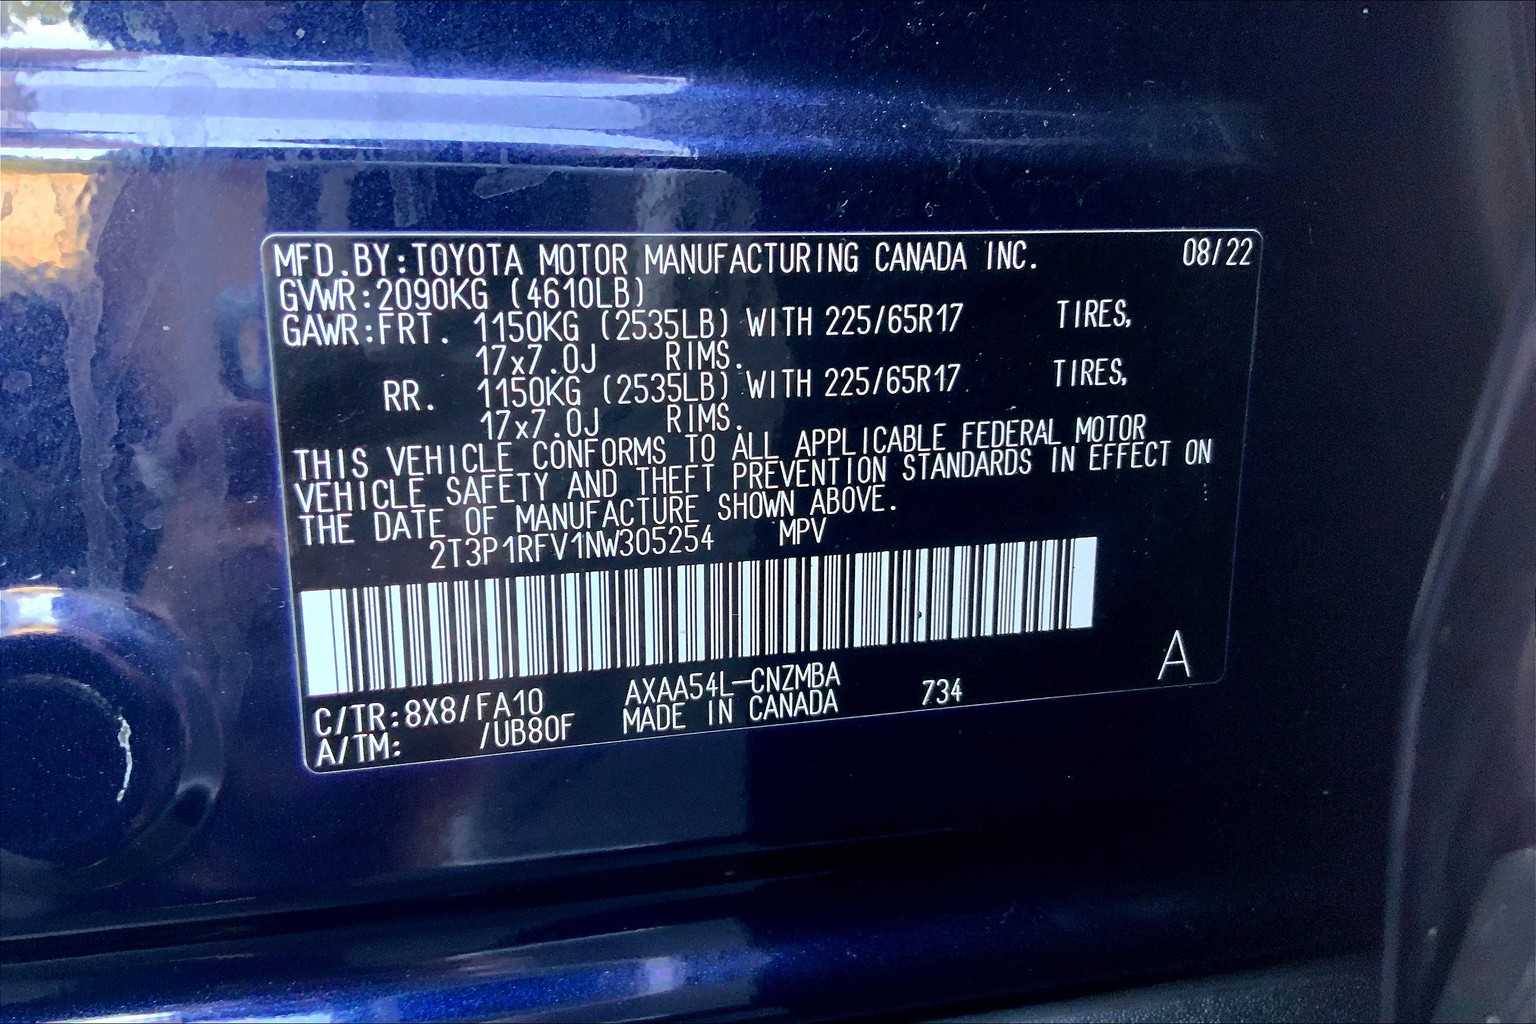 MFD.BY:TOYOTA MOTOR MANUFACTURING CANADA INC. 08/22
GVWR:2090KG (4610LB)
GAWR:FRT. 1150KG (2535LB) WITH 225/65R17 TIRES,
17x7.0J RIMS.
RR. 1150KG (2535LB) WITH 225/65R17 TIRES,
17x7.0J RIMS.
THIS VEHICLE CONFORMS TO ALL APPLICABLE FEDERAL MOTOR
VEHICLE SAFETY AND THEFT PREVENTION STANDARDS IN EFFECT ON
THE DATE OF MANUFACTURE SHOWN ABOVE.
2T3P1RFV1NW305254 MPV
A
C/TR:8X8/FA10 AXAA54L-CNZMBA 734
A/TM: /UB80F MADE IN CANADA